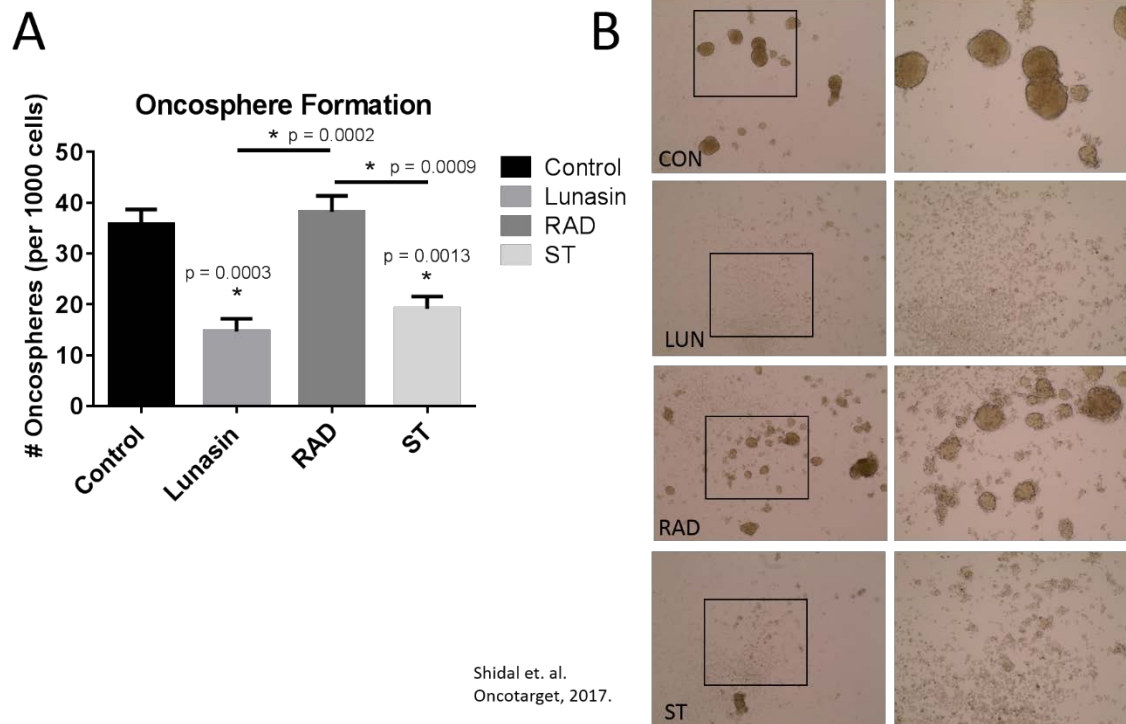 A
Oncosphere Formation
* p = 0.0002
* p = 0.0009
p = 0.0003
*
p = 0.0013
*
# Oncospheres (per 1000 cells)
50
40
30
20
10
0
Control
Lunasin
RAD
ST
Control
Lunasin
RAD
ST
B
CON
LUN
RAD
ST
Shidal et. al.
Oncotarget, 2017.